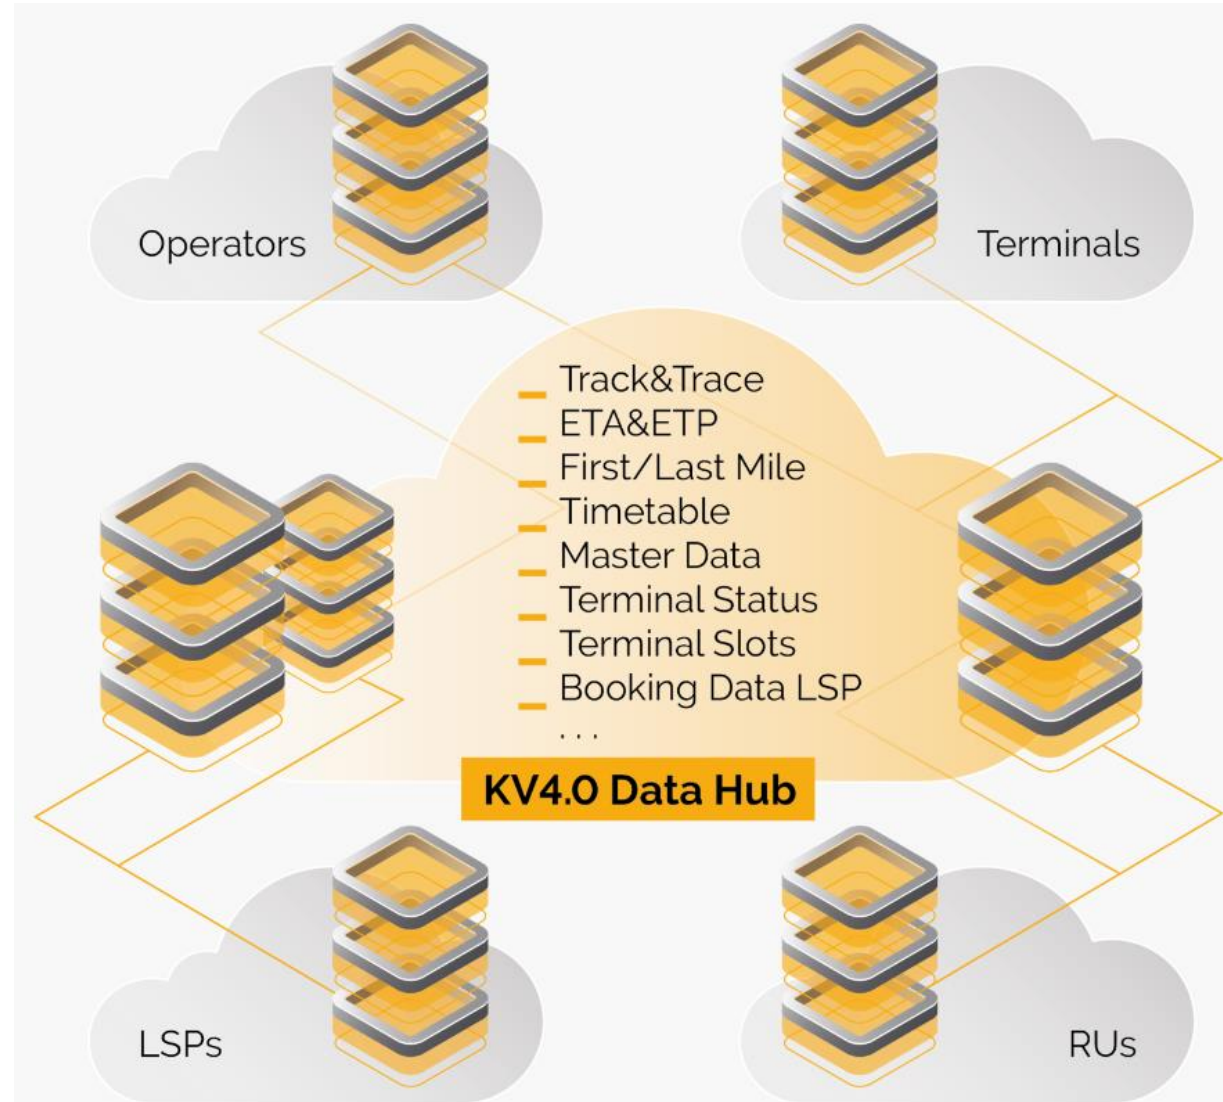 Operators
Terminals
Track&Trace
ETA&ETP
First/Last Mile
Timetable
Master Data
Terminal Status
Terminal Slots
Booking Data LSP
. . .
KV4.0 Data Hub
LSPs
RUs